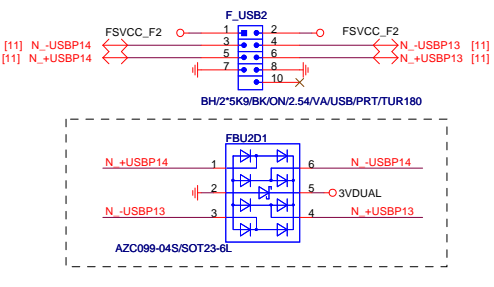 F_USB2
FSVCC_F2 1 2 FSVCC_F2
[11] N_-USBP14 3 4 N_-USBP13 [11]
[11] N_+USBP14 5 6 N_+USBP13 [11]
7 8
10
BH/2*5K9/BK/ON/2.54/VA/USB/PRT/TUR180
FBU2D1
N_+USBP14 1 6 N_-USBP14
2 5 3VDUAL
N_-USBP13 3 4 N_+USBP13
AZC099-04S/SOT23-6L